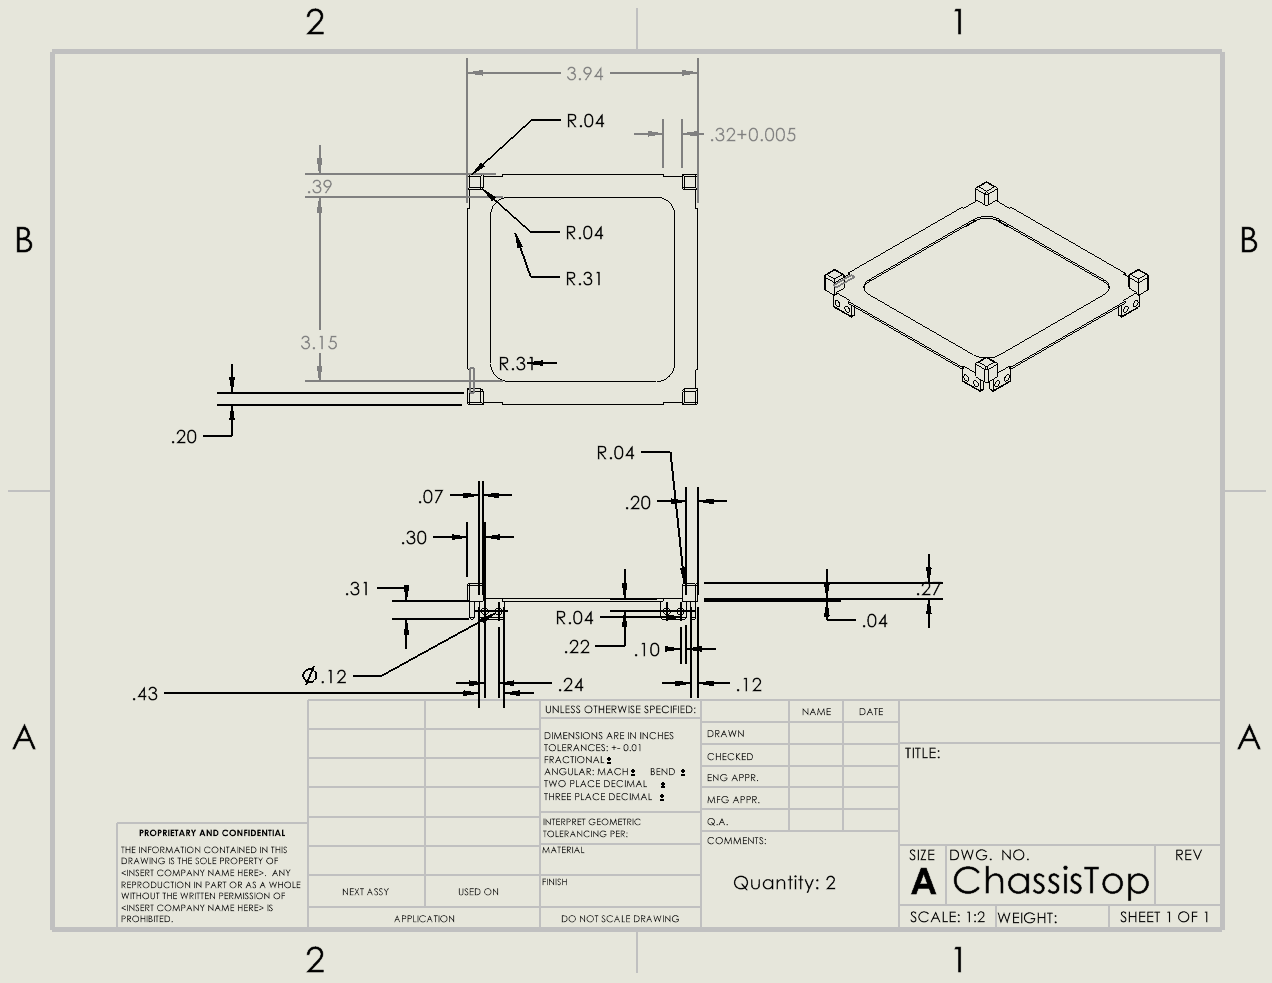 2
1
3.94
R.04
.32+0.005
.39
B
R.04
B
R.31
3.15
R.31
.20
R.04
.07
.20
.30
.31
.27
R.04
.04
.22
.10
Ø.12
.24
.12
.43
A
A
UNLESS OTHERWISE SPECIFIED:
NAME
DATE
DIMENSIONS ARE IN INCHES
TOLERANCES: +- 0.01
FRACTIONAL±
ANGULAR: MACH± BEND ±
TWO PLACE DECIMAL ±
THREE PLACE DECIMAL ±
DRAWN
CHECKED
ENG APPR.
MFG APPR.
Q.A.
TITLE:
INTERPRET GEOMETRIC
TOLERANCING PER:
MATERIAL
FINISH
DO NOT SCALE DRAWING
COMMENTS:
Quantity: 2
PROPRIETARY AND CONFIDENTIAL
THE INFORMATION CONTAINED IN THIS
DRAWING IS THE SOLE PROPERTY OF
<INSERT COMPANY NAME HERE>. ANY
REPRODUCTION IN PART OR AS A WHOLE
WITHOUT THE WRITTEN PERMISSION OF
<INSERT COMPANY NAME HERE> IS
PROHIBITED.
NEXT ASSY
USED ON
APPLICATION
SIZE
A
DWG. NO.
ChassisTop
REV
SCALE: 1:2
WEIGHT:
SHEET 1 OF 1
2
1